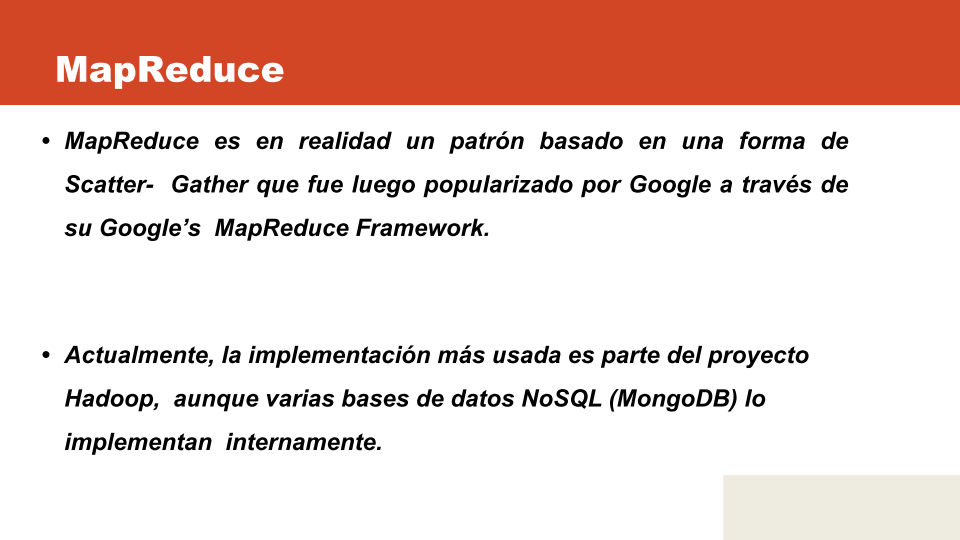 MapReduce
• MapReduce es en realidad un patrón basado en una forma de
Scatter-  Gather que fue luego popularizado por Google a través de
su Google’s  MapReduce Framework.
• Actualmente, la implementación más usada es parte del proyecto
Hadoop,  aunque varias bases de datos NoSQL (MongoDB) lo
implementan  internamente.